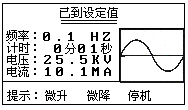 已到设定值
频率：0.1 HZ
计时：0分01秒
电压：25.5KV
电流：10.1MA
提示：微升 微降 停机